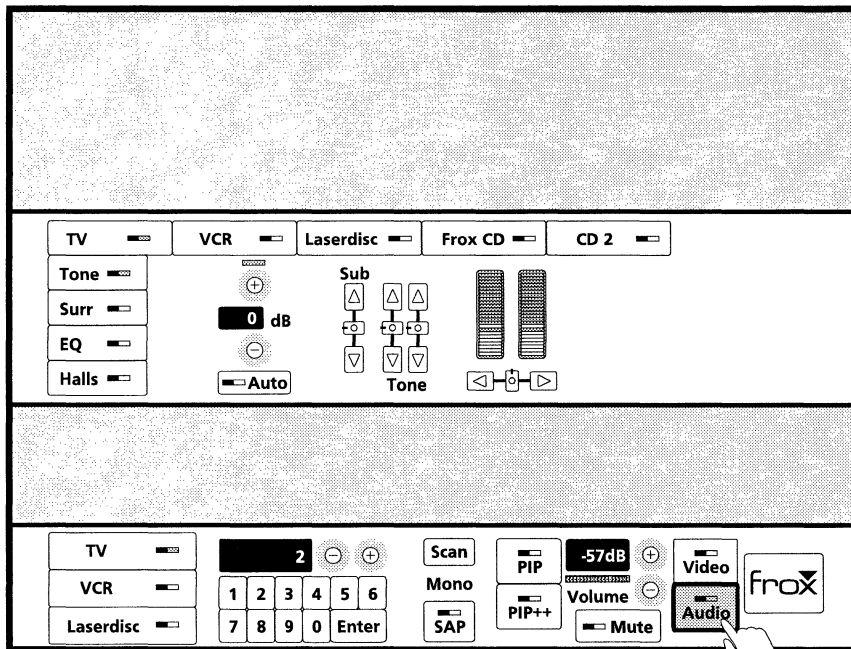 TV VCR Laserdisc Frox CD CD 2
Tone
Surr
EQ
Halls
0 dB
Auto
Sub
Tone
TV
VCR
Laserdisc
2
1 2 3 4 5 6
7 8 9 0 Enter
Scan
Mono
SAP
PIP
PIP++
-57dB
Volume
Mute
Video
Audio
frox